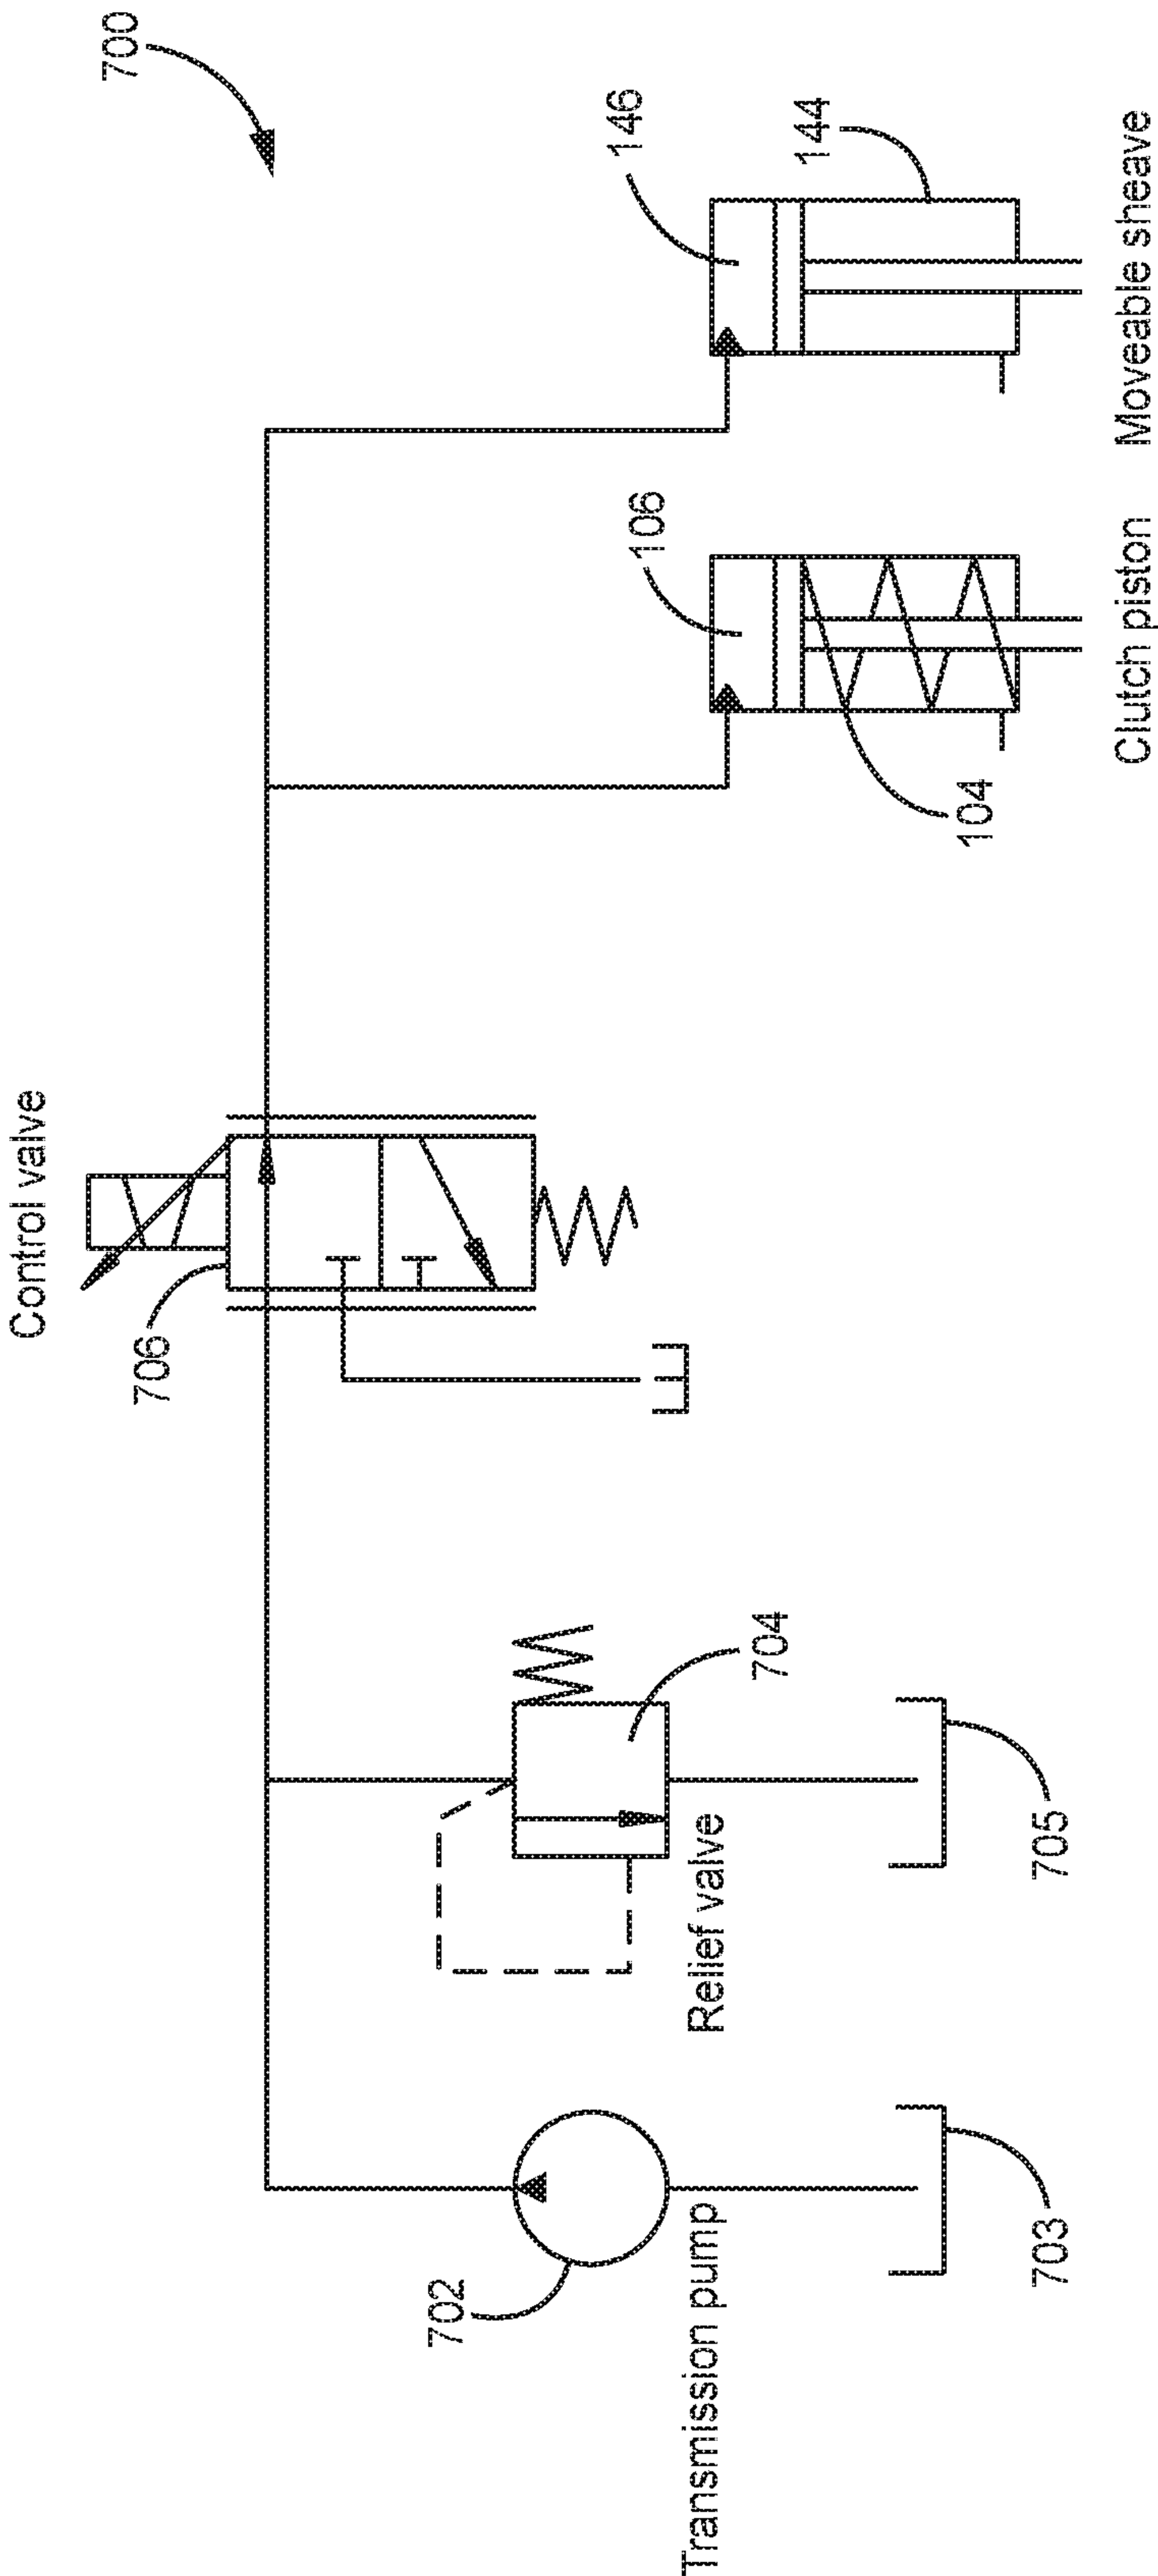 700
Control valve
706
146
144
106
104
Clutch piston
Moveable sheave
704
Relief valve
705
702
703
Transmission pump